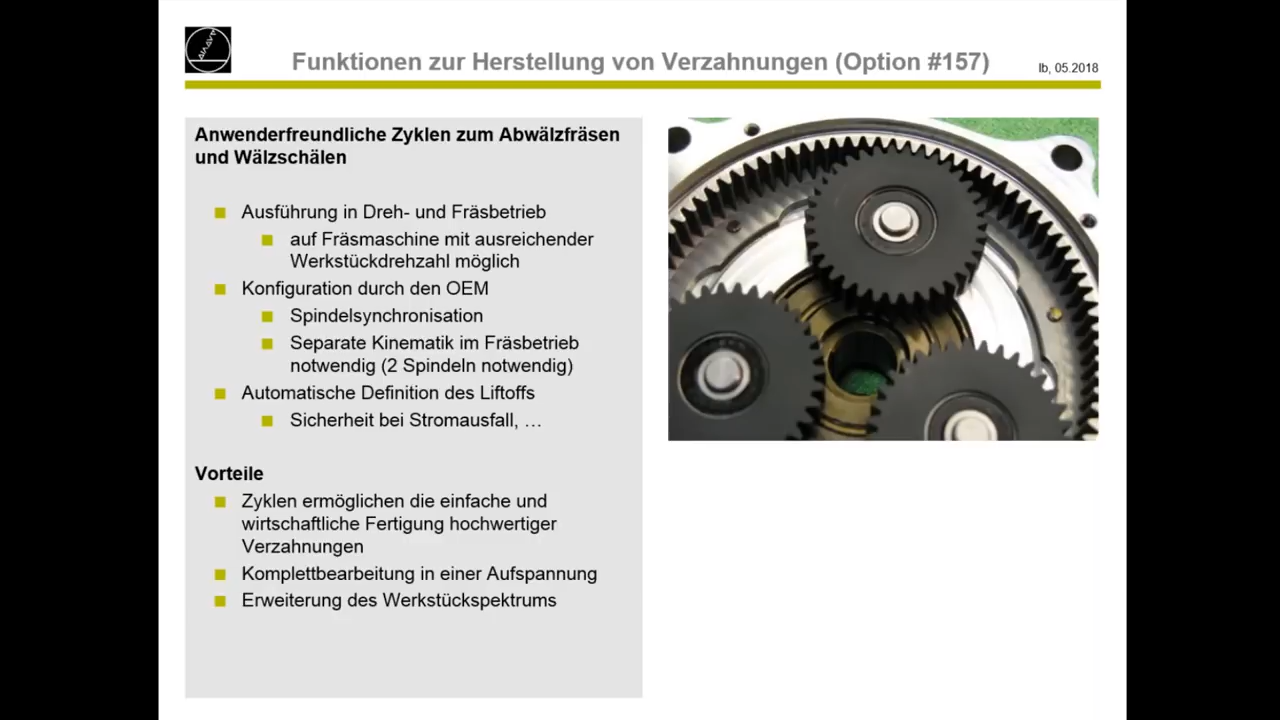 Funktionen zur Herstellung von Verzahnungen (Option #157)
lb, 05.2018
Anwenderfreundliche Zyklen zum Abwälzfräsen
und Wälzschälen
Ausführung in Dreh- und Fräsbetrieb
auf Fräsmaschine mit ausreichender
Werkstückdrehzahl möglich
Konfiguration durch den OEM
Spindelsynchronisation
Separate Kinematik im Fräsbetrieb
notwendig (2 Spindeln notwendig)
Automatische Definition des Liftoffs
Sicherheit bei Stromausfall, …
Vorteile
Zyklen ermöglichen die einfache und
wirtschaftliche Fertigung hochwertiger
Verzahnungen
Komplettbearbeitung in einer Aufspannung
Erweiterung des Werkstückspektrums